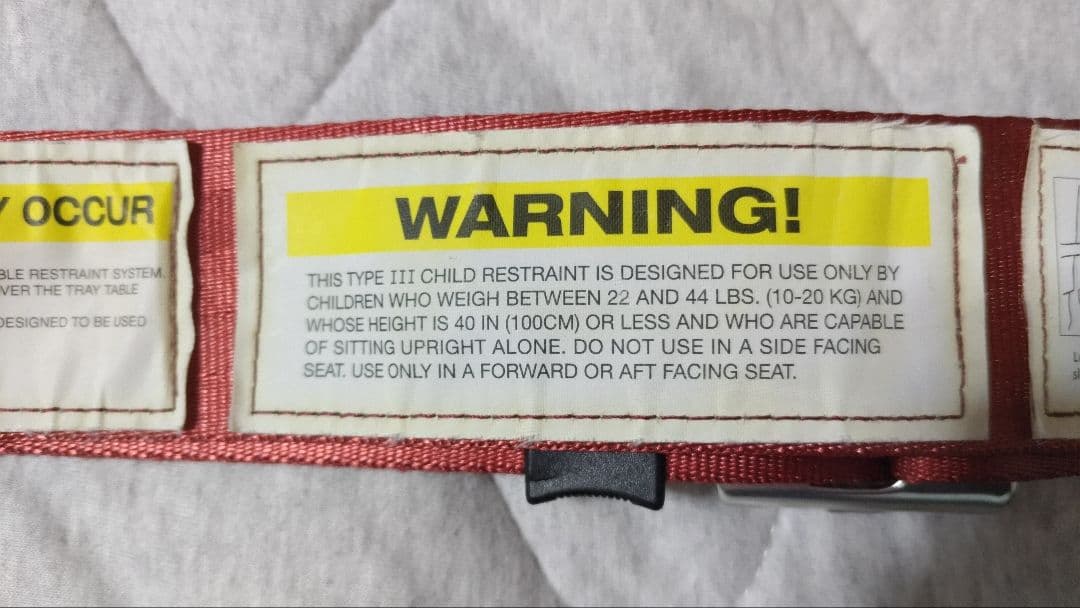 OCCUR
RESTRAINT SYSTEM.
THE TRAY TABLE
DESIGNED TO BE USED
WARNING!
THIS TYPE III CHILD RESTRAINT IS DESIGNED FOR USE ONLY BY
CHILDREN WHO WEIGH BETWEEN 22 AND 44 LBS. (10-20 KG) AND
WHOSE HEIGHT IS 40 IN (100CM) OR LESS AND WHO ARE CAPABLE
OF SITTING UPRIGHT ALONE. DO NOT USE IN A SIDE FACING
SEAT. USE ONLY IN A FORWARD OR AFT FACING SEAT.